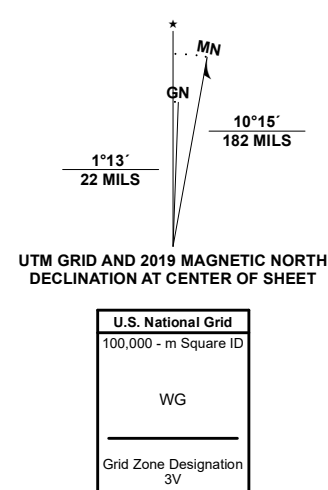 ★
MN
GN
10°15´
182 MILS
1°13´
22 MILS
UTM GRID AND 2019 MAGNETIC NORTH
DECLINATION AT CENTER OF SHEET
U.S. National Grid
100,000 - m Square ID
WG
Grid Zone Designation
3V